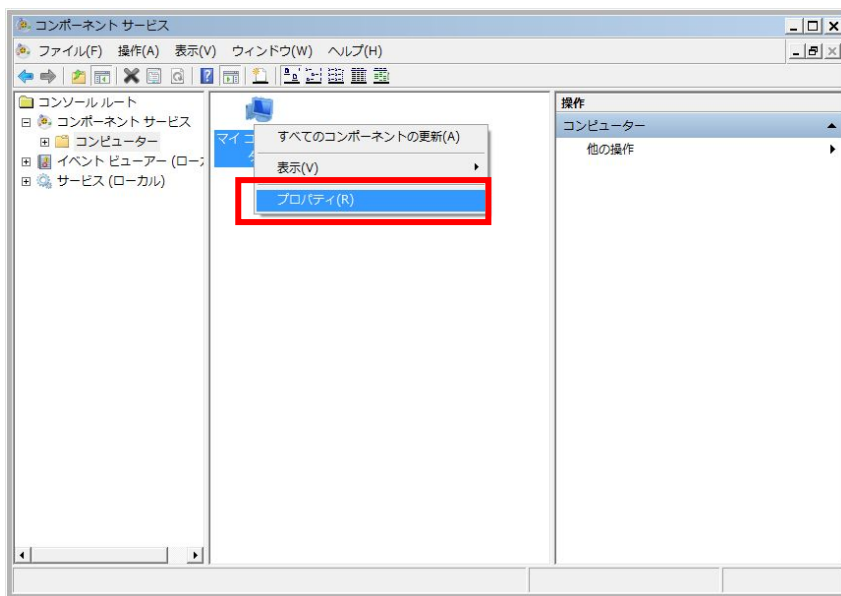 コンポーネント サービス
ファイル(F) 操作(A) 表示(V) ウィンドウ(W) ヘルプ(H)
コンソール ルート
コンポーネント サービス
コンピューター
イベント ビューアー (ロー
サービス (ローカル)
マイ コ
すべてのコンポーネントの更新(A)
表示(V)
プロパティ(R)
操作
コンピューター
他の操作